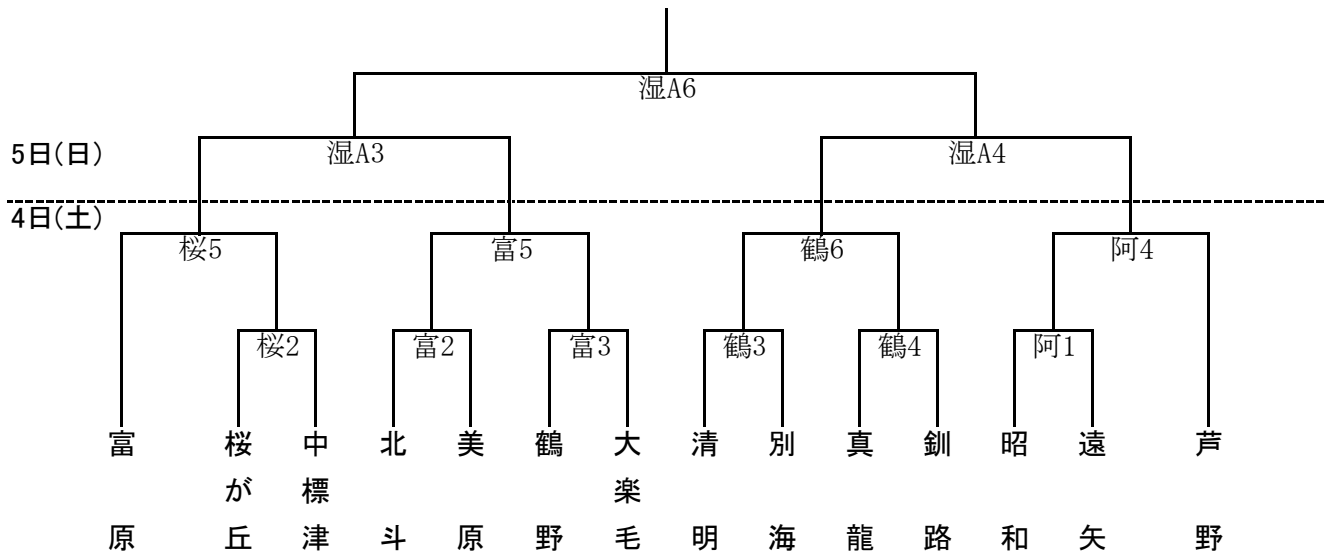 湿A6
5日(日)
湿A3
湿A4
4日(土)
桜5
富5
鶴6
阿4
桜2
富2
富3
鶴3
鶴4
阿1
富原
桜が丘
中標津
北斗
美原
鶴野
大楽毛
清明
別海
真龍
釧路
昭和
遠矢
芦野